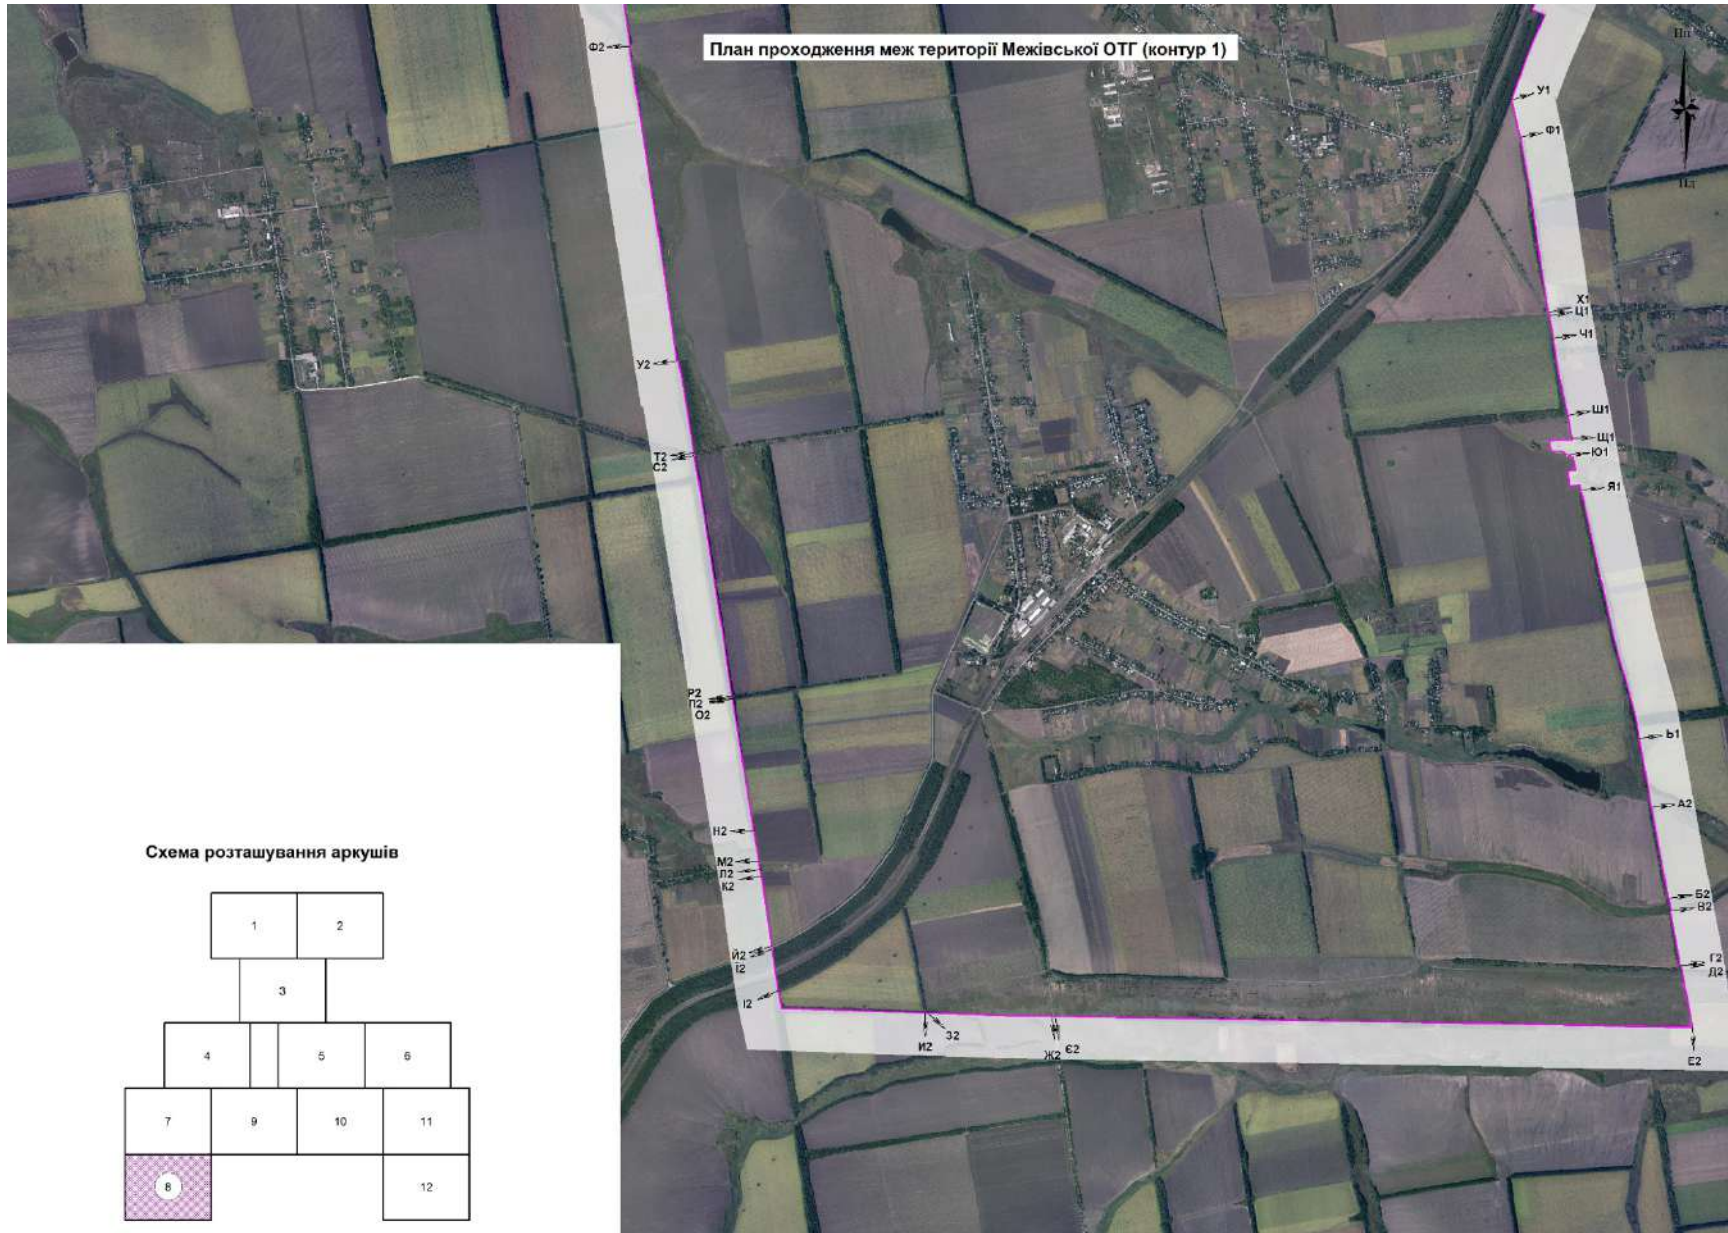 План проходження меж території Межівської ОТГ (контур 1)
Пн
Пд
Ф2
У1
Ф1
Х1
Ц1
Ч1
У2
Ш1
Щ1
Ю1
Т2
С2
Я1
Р2
П2
О2
Ь1
А2
Н2
М2
Л2
К2
Б2
В2
Й2
Ї2
Г2
Д2
І2
З2
И2
Є2
Ж2
Е2
Схема розташування аркушів
1
2
3
4
5
6
7
9
10
11
8
12